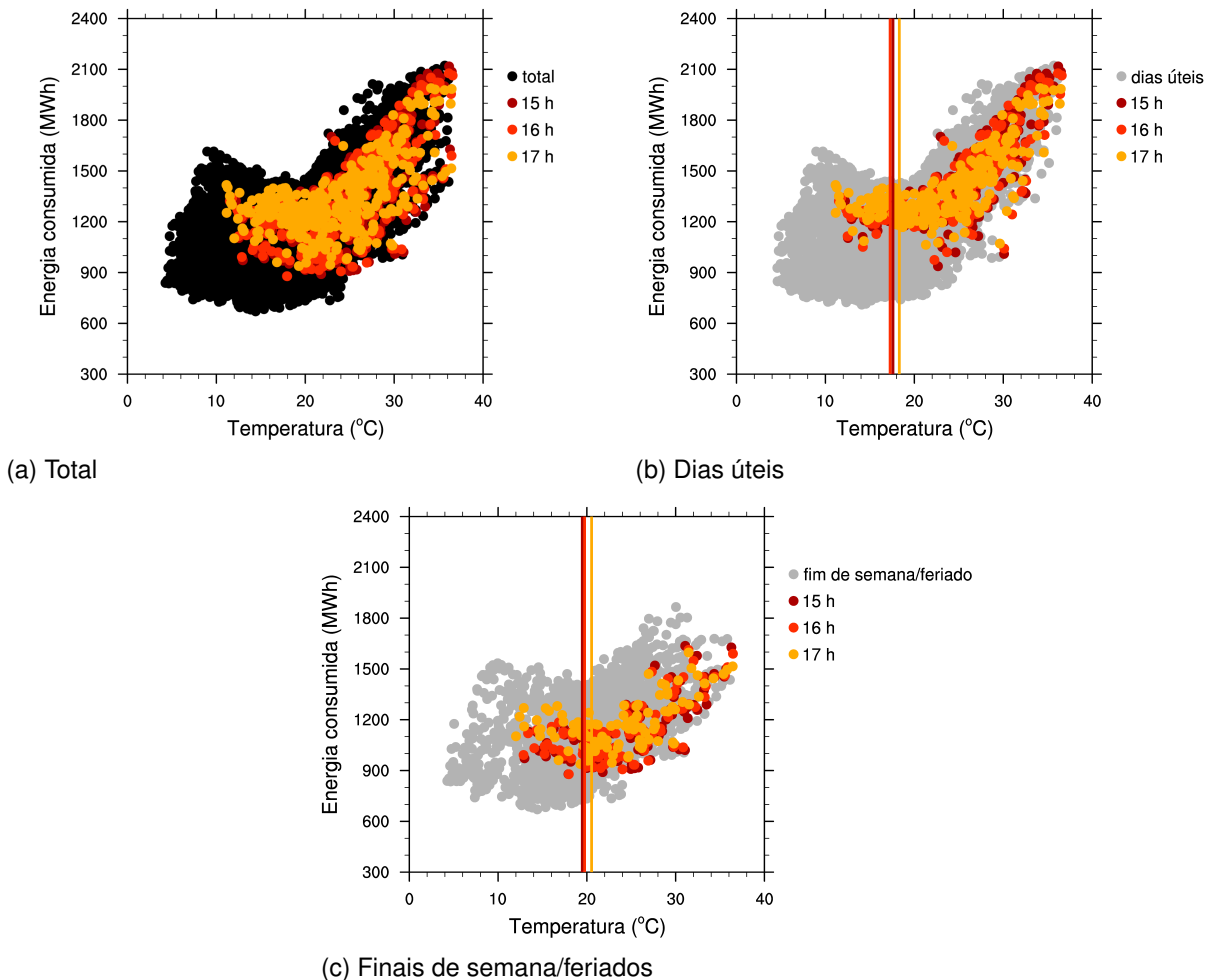 2400
2100
1800
1500
1200
900
600
300
0 10 20 30 40
Energia consumida (MWh)
Temperatura (°C)
total
15 h
16 h
17 h
(a) Total
2400
2100
1800
1500
1200
900
600
300
0 10 20 30 40
Energia consumida (MWh)
Temperatura (°C)
dias úteis
15 h
16 h
17 h
(b) Dias úteis
2400
2100
1800
1500
1200
900
600
300
0 10 20 30 40
Energia consumida (MWh)
Temperatura (°C)
fim de semana/feriado
15 h
16 h
17 h
(c) Finais de semana/feriados